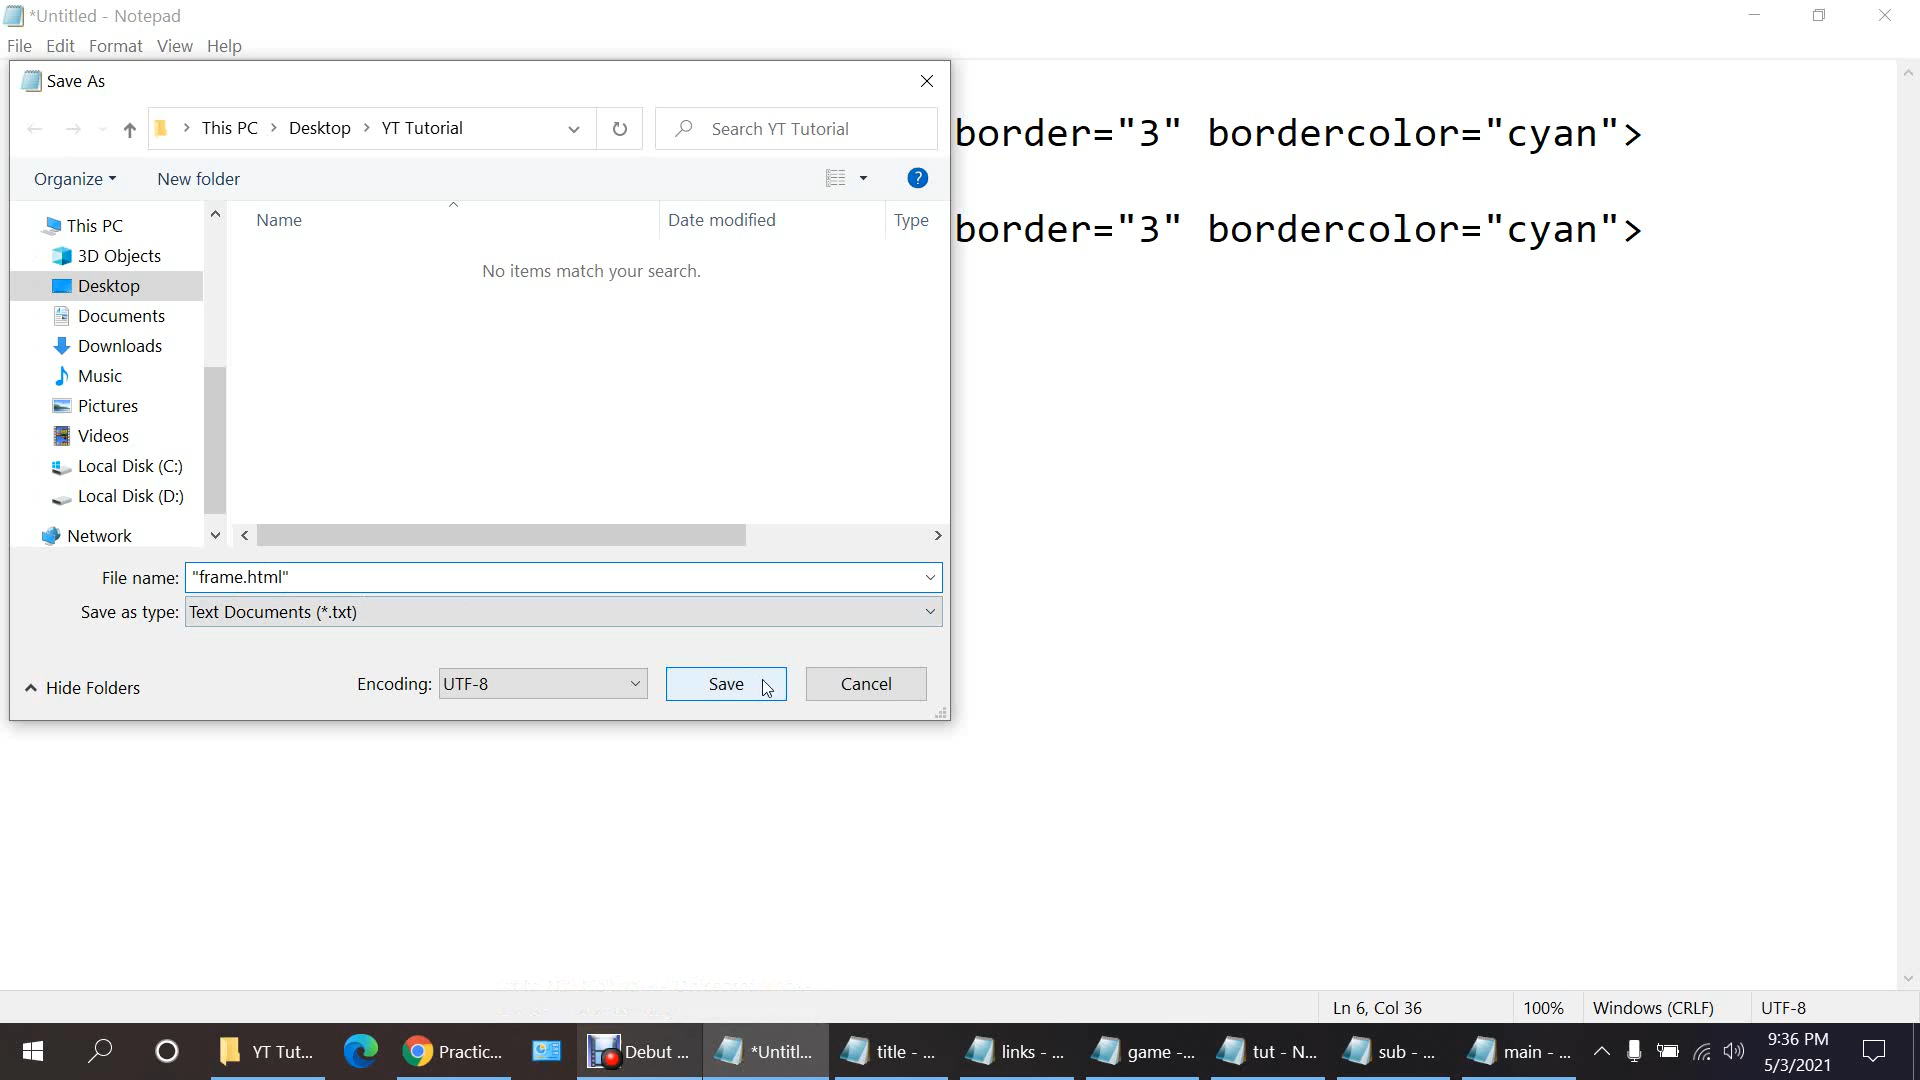 *Untitled - Notepad
File Edit Format View Help
Save As
This PC > Desktop > YT Tutorial
Search YT Tutorial
border="3" bordercolor="cyan">
Organize
New folder
?
Name
Date modified
Type
border="3" bordercolor="cyan">
This PC
3D Objects
No items match your search.
Desktop
Documents
Downloads
Music
Pictures
Videos
Local Disk (C:)
Local Disk (D:)
Network
File name: "frame.html"
Save as type: Text Documents (*.txt)
Hide Folders
Encoding: UTF-8
Save
Cancel
Ln 6, Col 36
100%
Windows (CRLF)
UTF-8
YT Tut...
Practic...
Debut ...
*Untitl...
title - ...
links - ...
game -...
tut - N...
sub - ...
main - ...
9:36 PM
5/3/2021